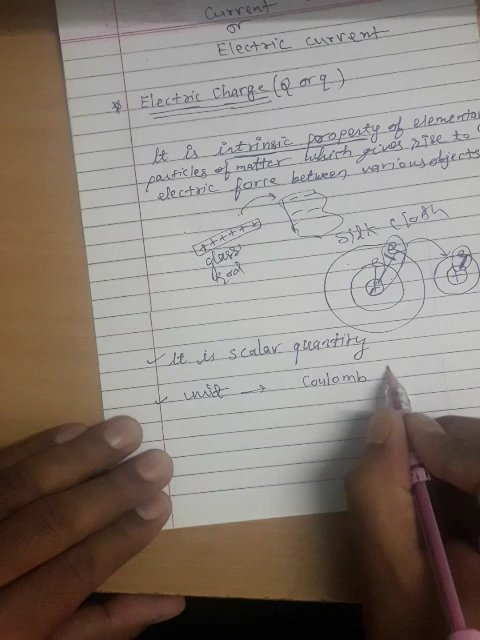 Current
or
Electric current
* Electric Charge (Q or q)
It is intrinsic property of elementary
particles of matter which gives rise to
electric force between various objects
+ + + + +
glass
Rod
silk cloth
It is scalar quantity
unit → Coulomb